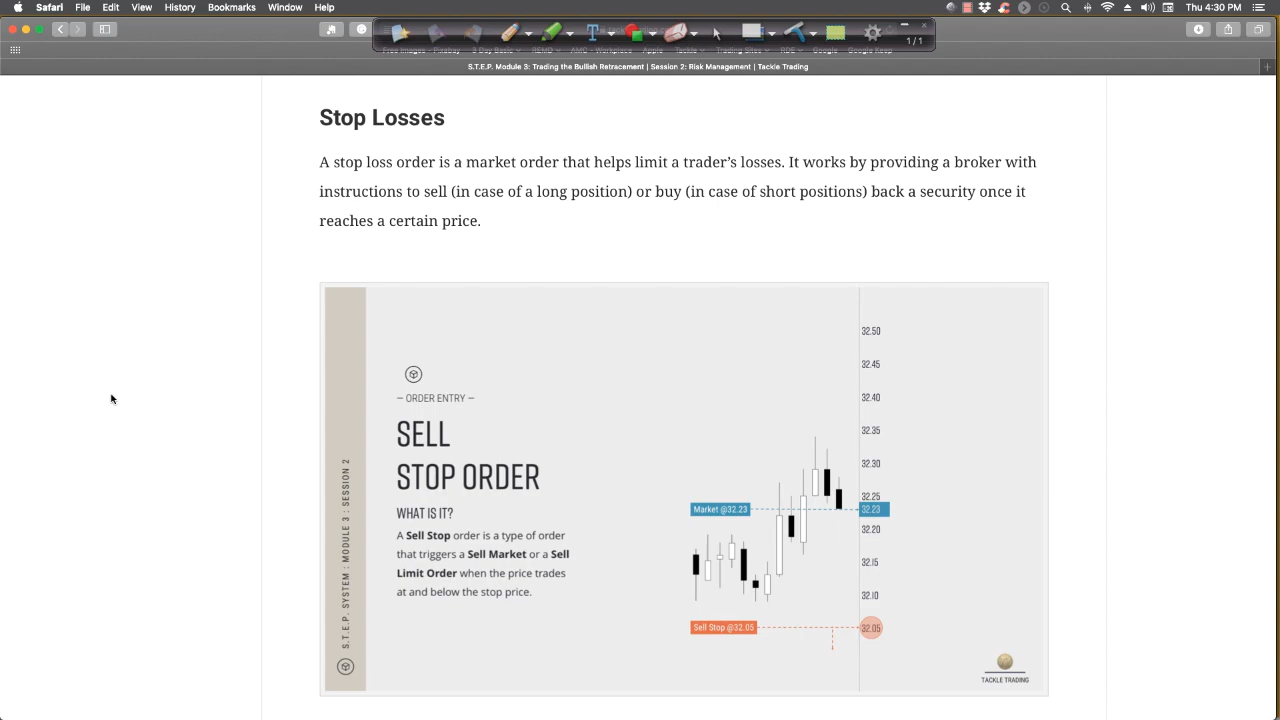 Safari File Edit View History Bookmarks Window Help Thu 4:30 PM
1/1
S.T.E.P. Module 3: Trading the Bullish Retracement | Session 2: Risk Management | Tackle Trading
Stop Losses
A stop loss order is a market order that helps limit a trader’s losses. It works by providing a broker with
instructions to sell (in case of a long position) or buy (in case of short positions) back a security once it
reaches a certain price.
S.T.E.P. SYSTEM : MODULE 3 : SESSION 2
– ORDER ENTRY –
SELL
STOP ORDER
WHAT IS IT?
A Sell Stop order is a type of order
that triggers a Sell Market or a Sell
Limit Order when the price trades
at and below the stop price.
32.50
32.45
32.40
32.35
32.30
32.25
Market @32.23 32.23
32.20
32.15
32.10
Sell Stop @32.05 32.05
TACKLE TRADING